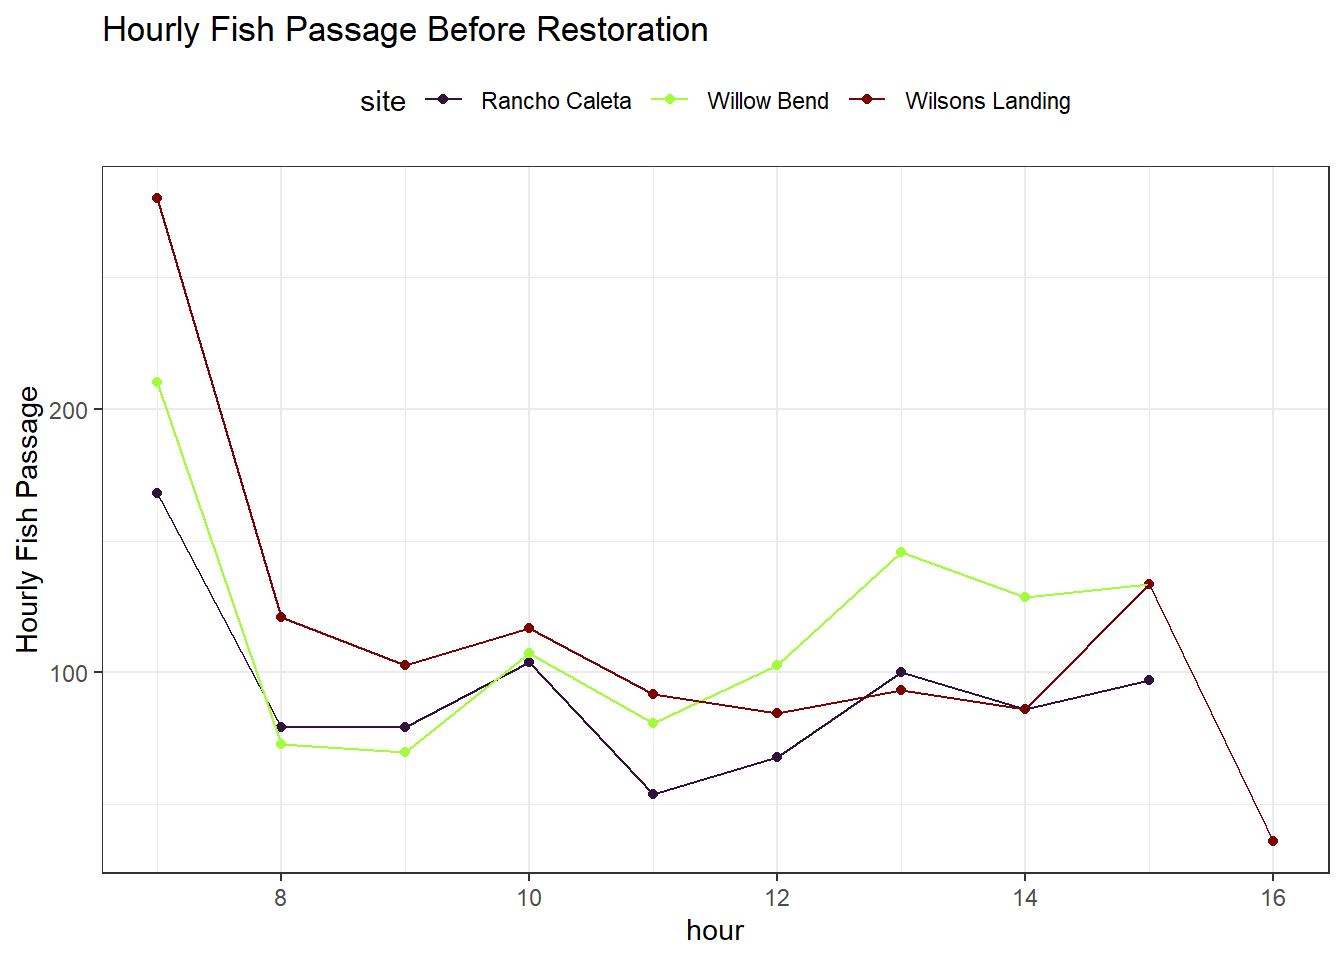 Hourly Fish Passage Before Restoration
site Rancho Caleta Willow Bend Wilsons Landing
Hourly Fish Passage
200
100
8 10 12 14 16
hour